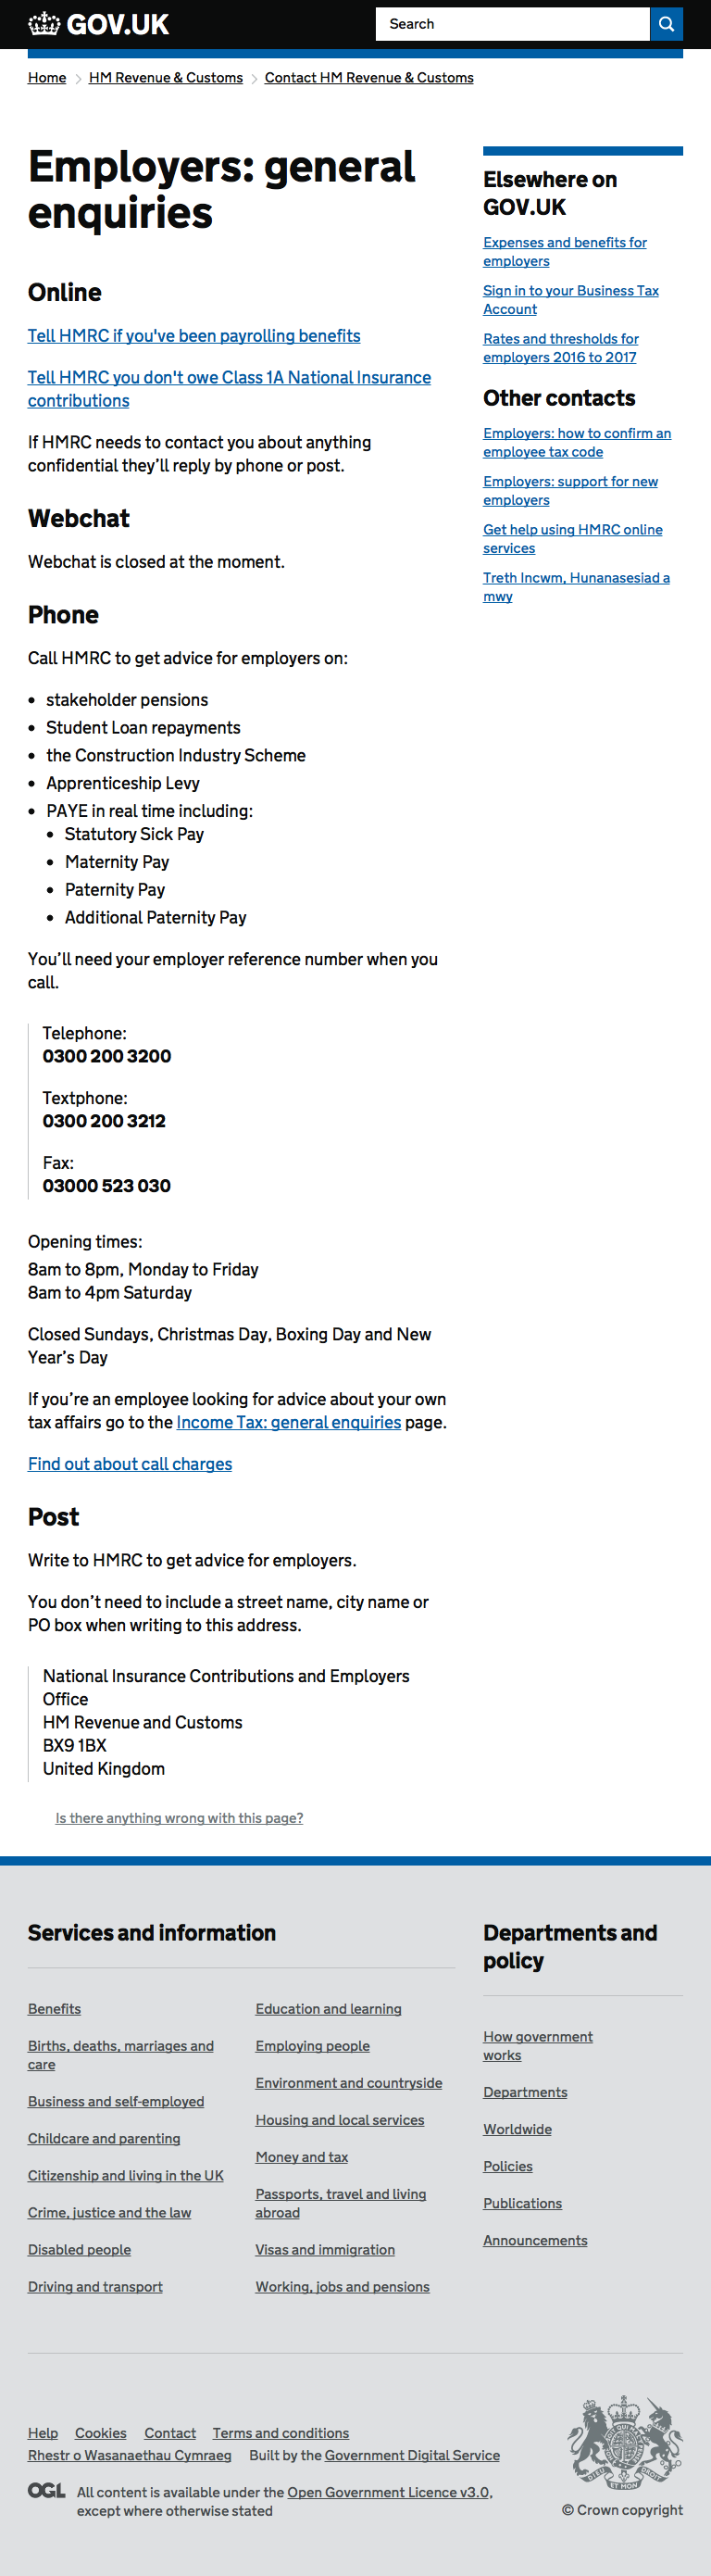 GOV.UK
Search
Home
HM Revenue & Customs
Contact HM Revenue & Customs
Employers: general
enquiries
Online
Tell HMRC if you've been payrolling benefits
Tell HMRC you don't owe Class 1A National Insurance
contributions
If HMRC needs to contact you about anything
confidential they’ll reply by phone or post.
Webchat
Webchat is closed at the moment.
Phone
Call HMRC to get advice for employers on:
• stakeholder pensions
• Student Loan repayments
• the Construction Industry Scheme
• Apprenticeship Levy
• PAYE in real time including:
• Statutory Sick Pay
• Maternity Pay
• Paternity Pay
• Additional Paternity Pay
You’ll need your employer reference number when you
call.
Telephone:
0300 200 3200
Textphone:
0300 200 3212
Fax:
03000 523 030
Opening times:
8am to 8pm, Monday to Friday
8am to 4pm Saturday
Closed Sundays, Christmas Day, Boxing Day and New
Year’s Day
If you’re an employee looking for advice about your own
tax affairs go to the Income Tax: general enquiries page.
Find out about call charges
Post
Write to HMRC to get advice for employers.
You don’t need to include a street name, city name or
PO box when writing to this address.
National Insurance Contributions and Employers
Office
HM Revenue and Customs
BX9 1BX
United Kingdom
Is there anything wrong with this page?
Elsewhere on
GOV.UK
Expenses and benefits for
employers
Sign in to your Business Tax
Account
Rates and thresholds for
employers 2016 to 2017
Other contacts
Employers: how to confirm an
employee tax code
Employers: support for new
employers
Get help using HMRC online
services
Treth Incwm, Hunanasesiad a
mwy
Services and information
Benefits
Births, deaths, marriages and
care
Business and self-employed
Childcare and parenting
Citizenship and living in the UK
Crime, justice and the law
Disabled people
Driving and transport
Education and learning
Employing people
Environment and countryside
Housing and local services
Money and tax
Passports, travel and living
abroad
Visas and immigration
Working, jobs and pensions
Departments and
policy
How government
works
Departments
Worldwide
Policies
Publications
Announcements
Help Cookies Contact Terms and conditions
Rhestr o Wasanaethau Cymraeg Built by the Government Digital Service
OGL All content is available under the Open Government Licence v3.0,
except where otherwise stated
DIEU ET MON DROIT
© Crown copyright